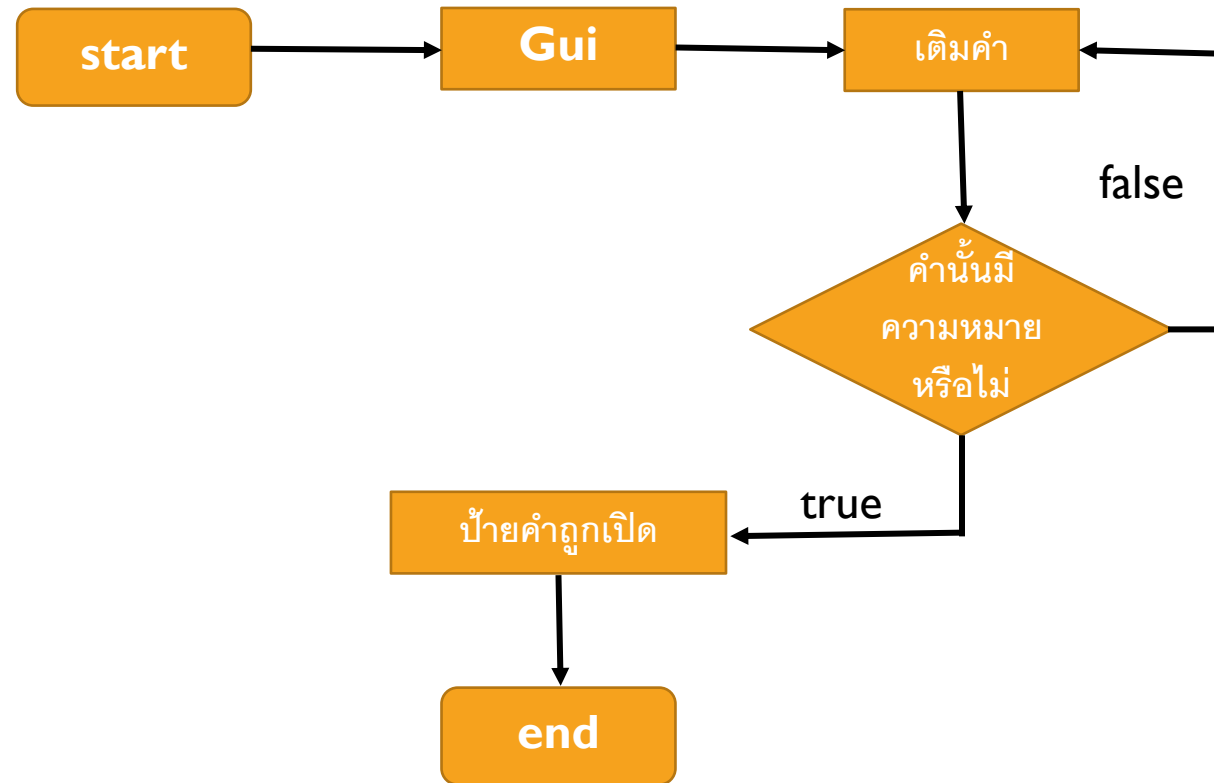 start
Gui
เติมคำ
false
คำนั้นมี
ความหมาย
หรือไม่
true
ป้ายคำถูกเปิด
end